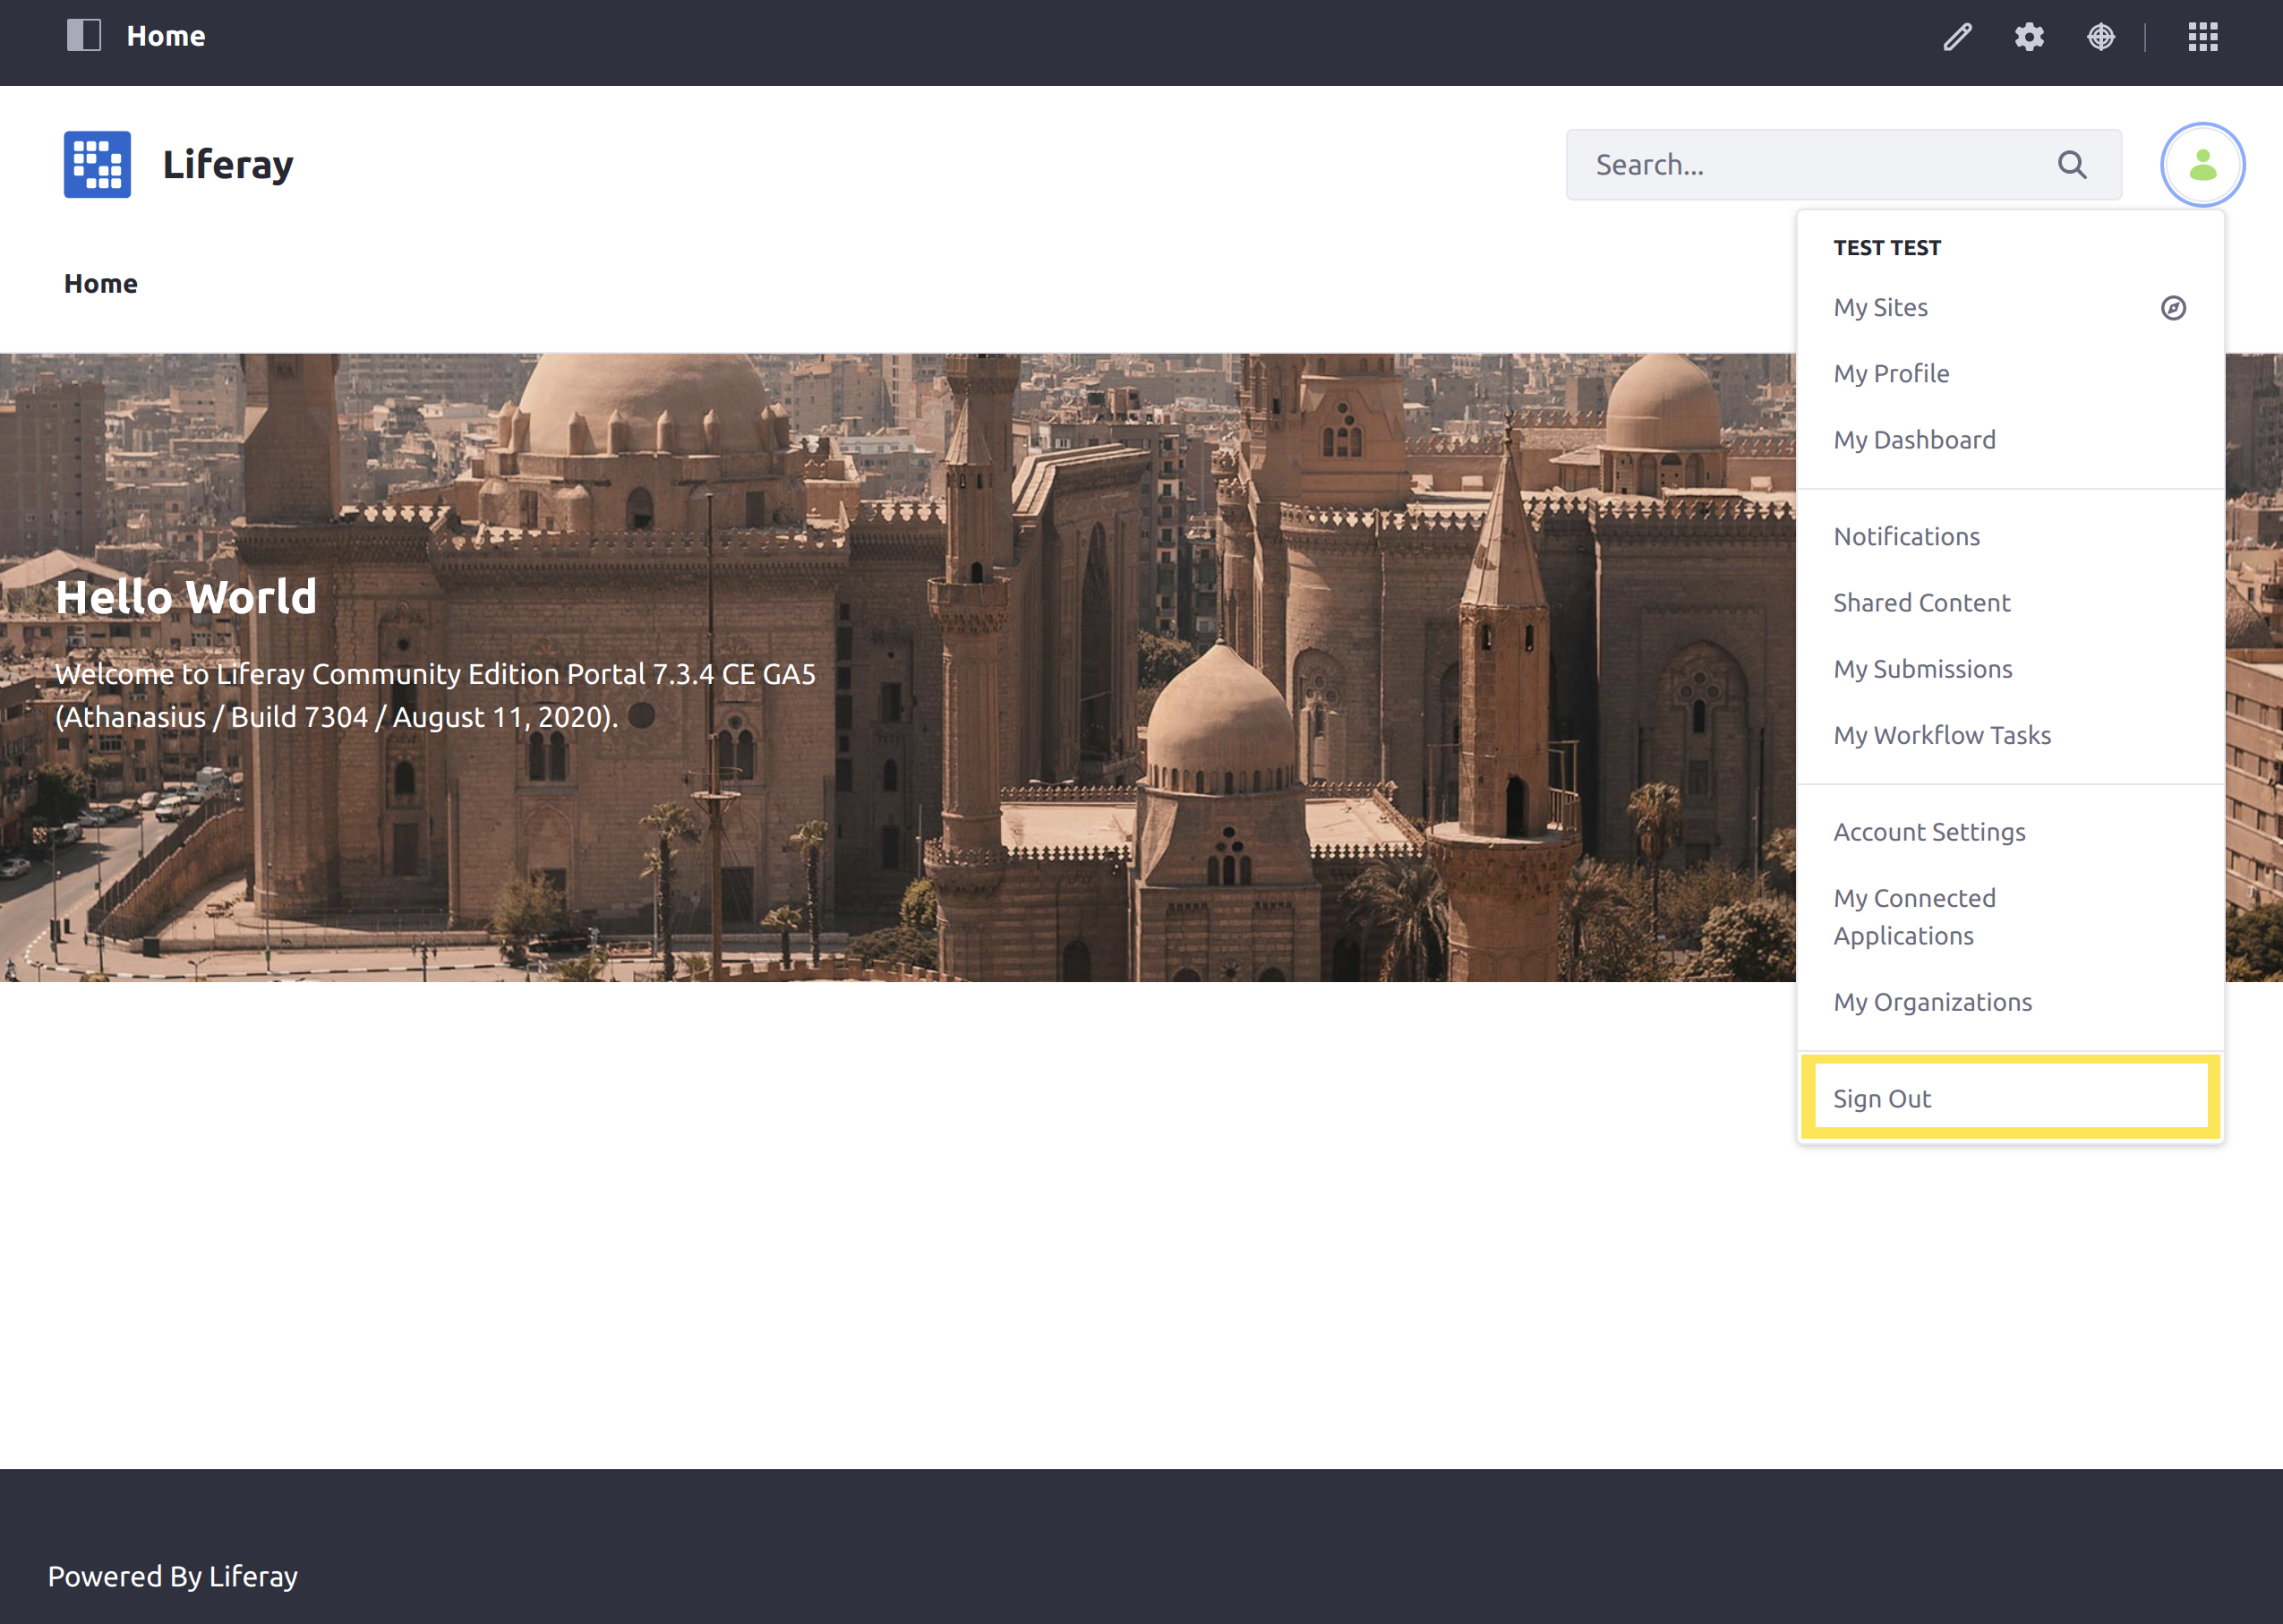 Home
Liferay
Search...
Home
TEST TEST
My Sites
My Profile
My Dashboard
Notifications
Shared Content
My Submissions
My Workflow Tasks
Account Settings
My Connected
Applications
My Organizations
Sign Out
Hello World
Welcome to Liferay Community Edition Portal 7.3.4 CE GA5
(Athanasius / Build 7304 / August 11, 2020).
Powered By Liferay